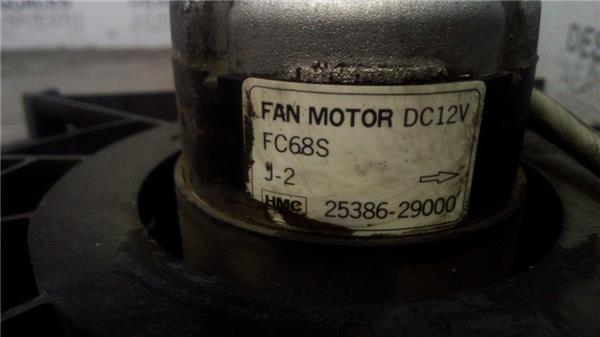 FAN MOTOR DC12V
FC68S
J-2
HMC 25386-29000